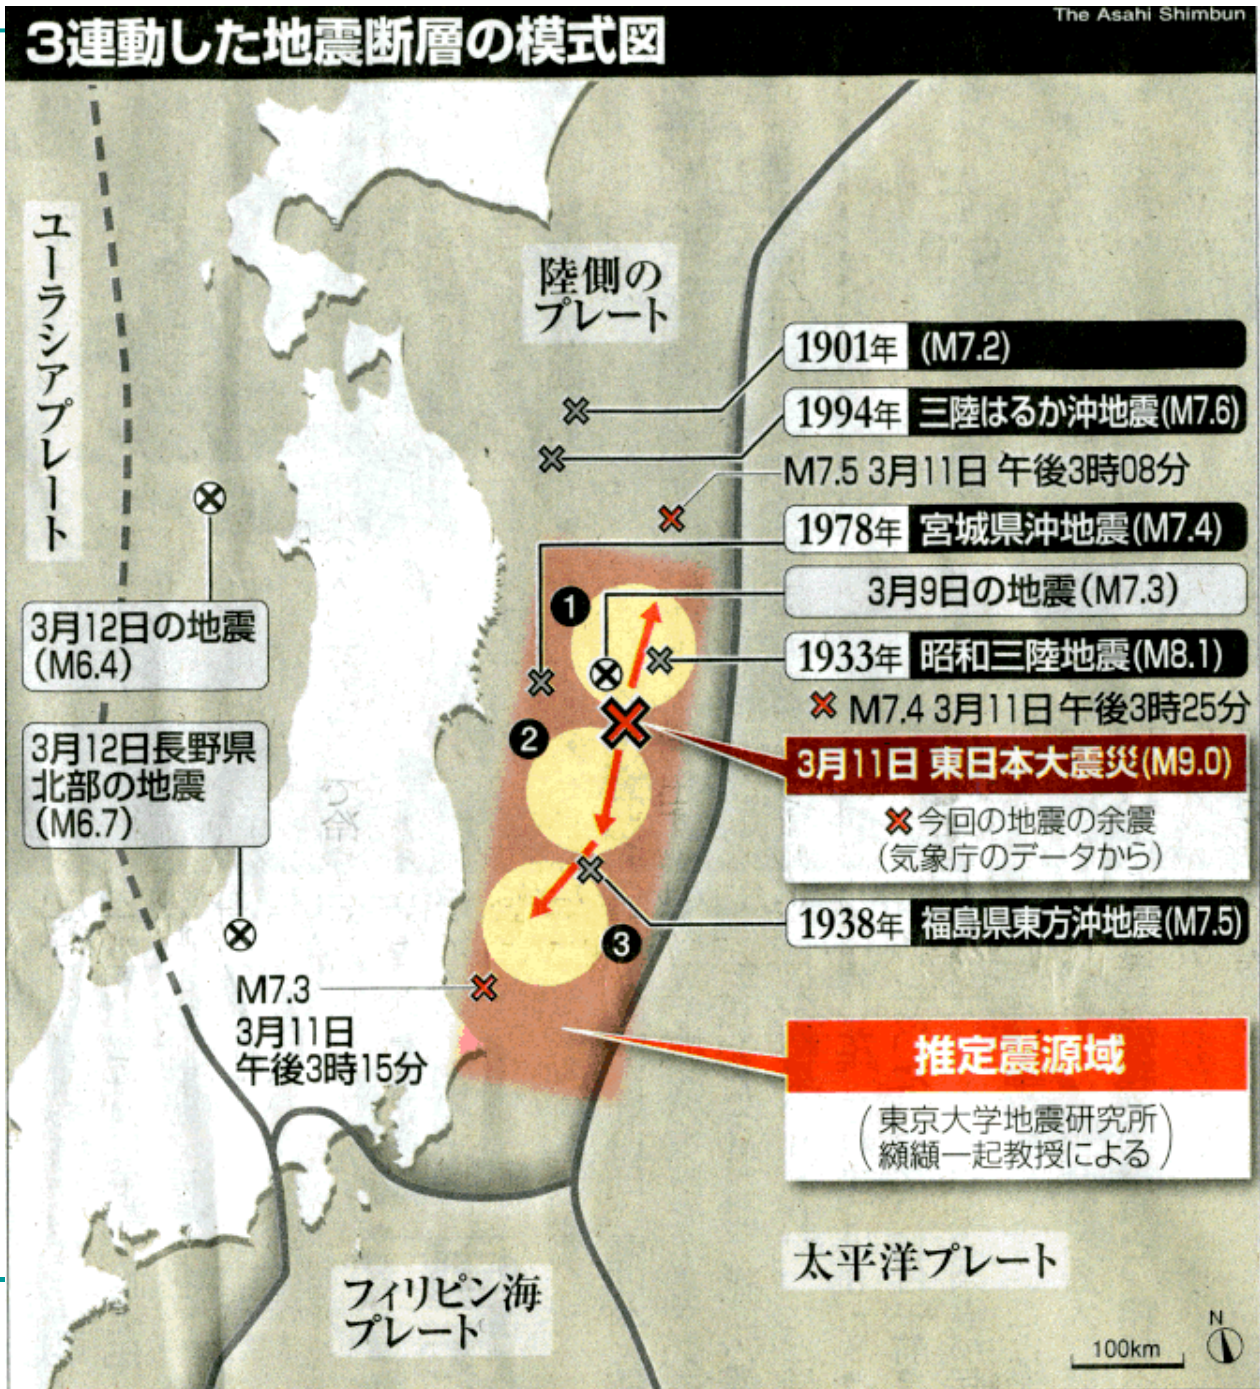 The Asahi Shimbun
3連動した地震断層の模式図
ユーラシアプレート
陸側の
プレート
1901年 (M7.2)
1994年 三陸はるか沖地震(M7.6)
M7.5 3月11日 午後3時08分
1978年 宮城県沖地震(M7.4)
3月9日の地震(M7.3)
1933年 昭和三陸地震(M8.1)
M7.4 3月11日 午後3時25分
3月11日 東日本大震災(M9.0)
今回の地震の余震
(気象庁のデータから)
1938年 福島県東方沖地震(M7.5)
1
2
3
3月12日の地震
(M6.4)
3月12日長野県
北部の地震
(M6.7)
M7.3
3月11日
午後3時15分
推定震源域
(東京大学地震研究所
纐纈一起教授による)
太平洋プレート
フィリピン海
プレート
N
100km